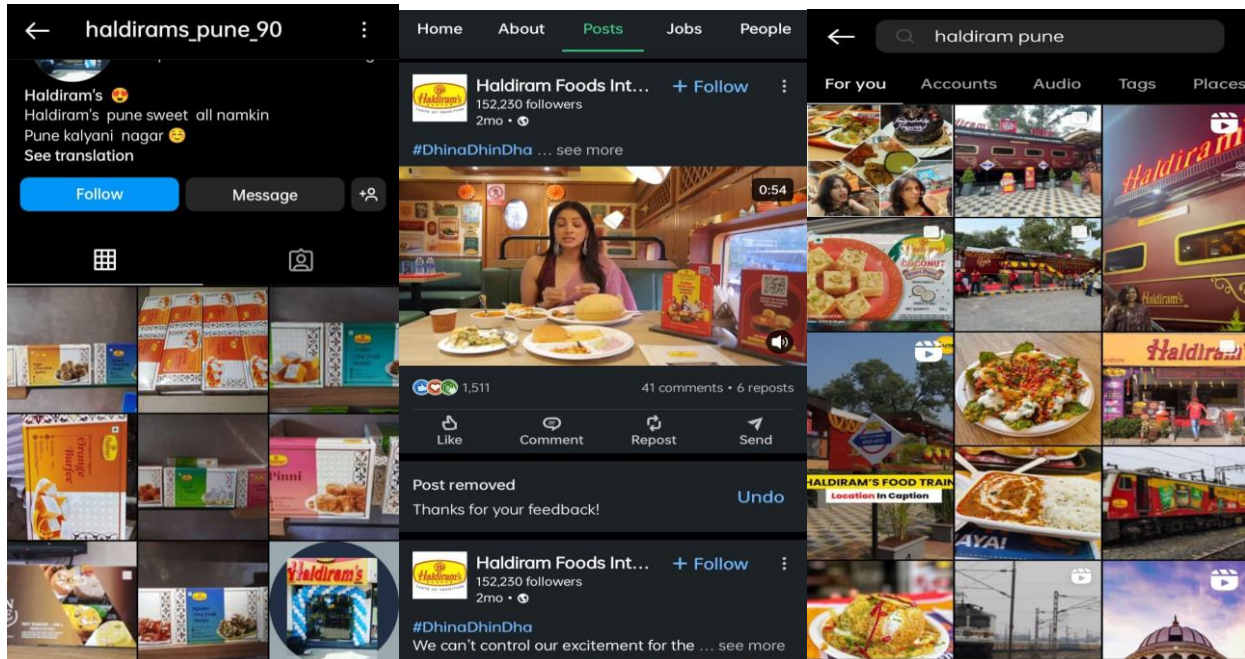 haldirams_pune_90
Haldiram's 😍
Haldiram's pune sweet all namkin
Pune kalyani nagar ☺️
See translation
Follow
Message
Orange
Burfee
Pinni
Haldiram's
Home
About
Posts
Jobs
People
Haldiram's
Haldiram Foods Int...
+ Follow
152,230 followers
2mo •
#DhinaDhinDha ... see more
0:54
1,511
41 comments • 6 reposts
Like
Comment
Repost
Send
Post removed
Thanks for your feedback!
Undo
Haldiram's
Haldiram Foods Int...
+ Follow
152,230 followers
2mo •
#DhinaDhinDha
We can't control our excitement for the ... see more
haldiram pune
For you
Accounts
Audio
Tags
Places
Haldiram
COCONUT
Haldiram's
Haldiram's
HALDIRAM'S FOOD TRAIN
Location In Caption
AYA!